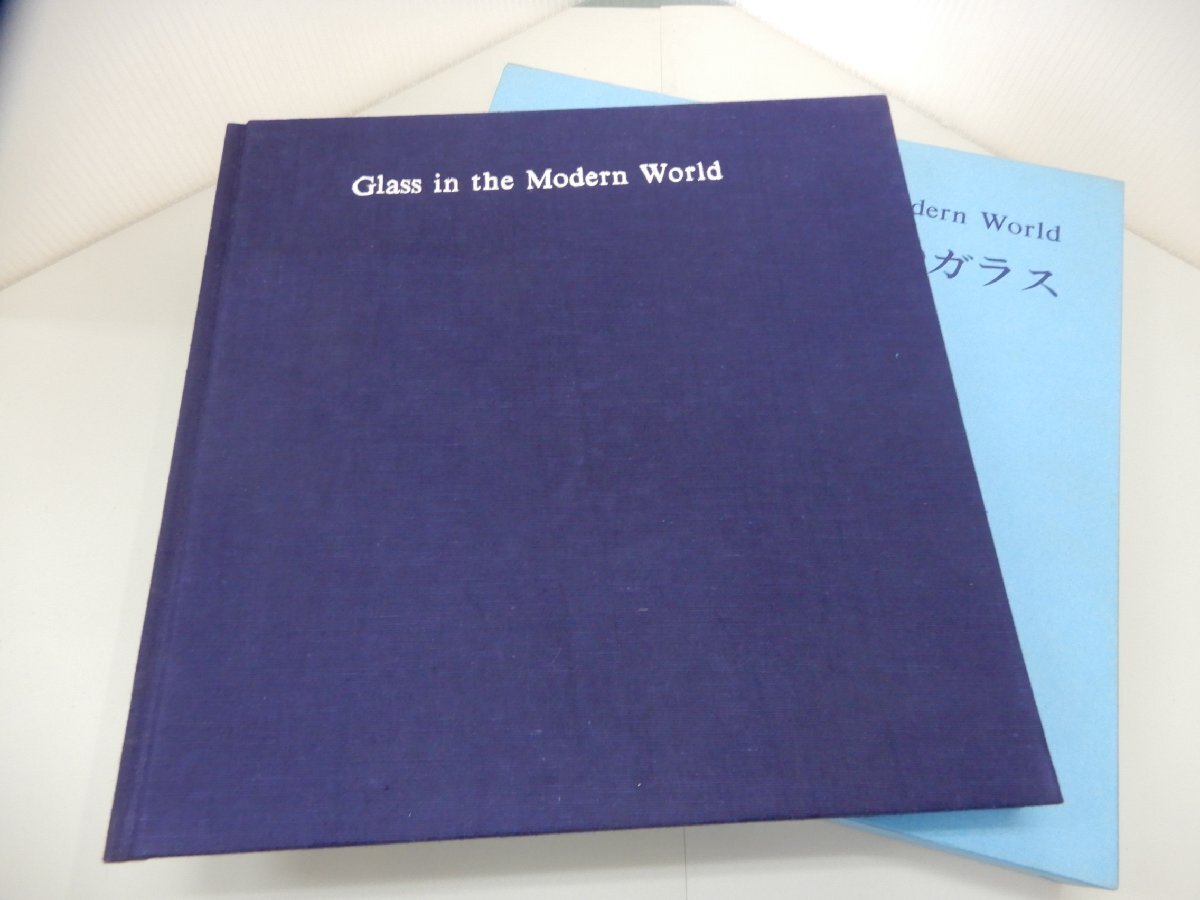 Glass in the Modern World
dern World
ガラス